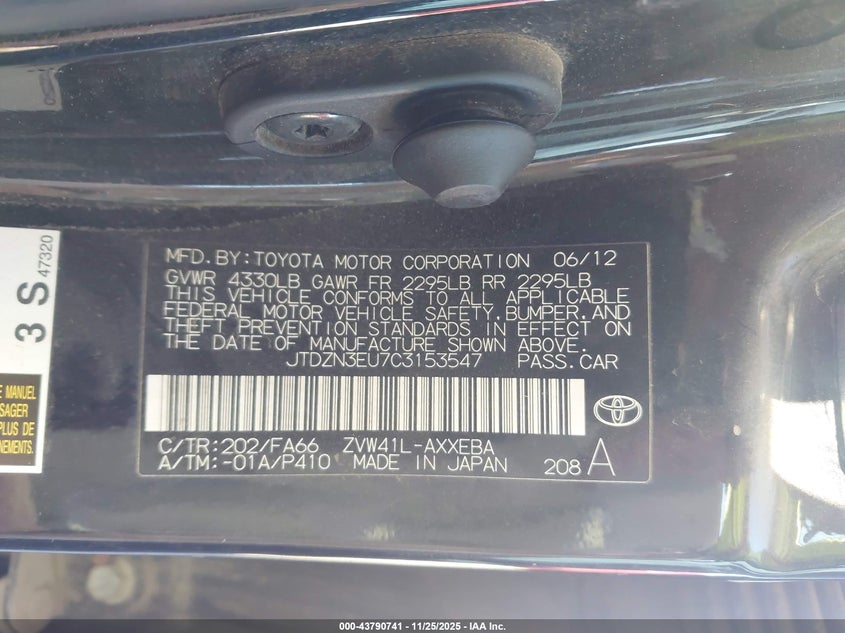 MFD. BY: TOYOTA MOTOR CORPORATION 06/12
GVWR 4330LB GAWR FR 2295LB RR 2295LB
THIS VEHICLE CONFORMS TO ALL APPLICABLE
FEDERAL MOTOR VEHICLE SAFETY, BUMPER, AND
THEFT PREVENTION STANDARDS IN EFFECT ON
THE DATE OF MANUFACTURE SHOWN ABOVE.
JTDZN3EU7C3153547 PASS. CAR
C/TR: 202/FA66 ZVW41L-AXXEBA
A/TM: -01A/P410 MADE IN JAPAN 208 A
3 S 47320
E MANUEL
SAGER
PLUS DE
NEMENTS.
000-43790741 - 11/25/2025 - IAA Inc.